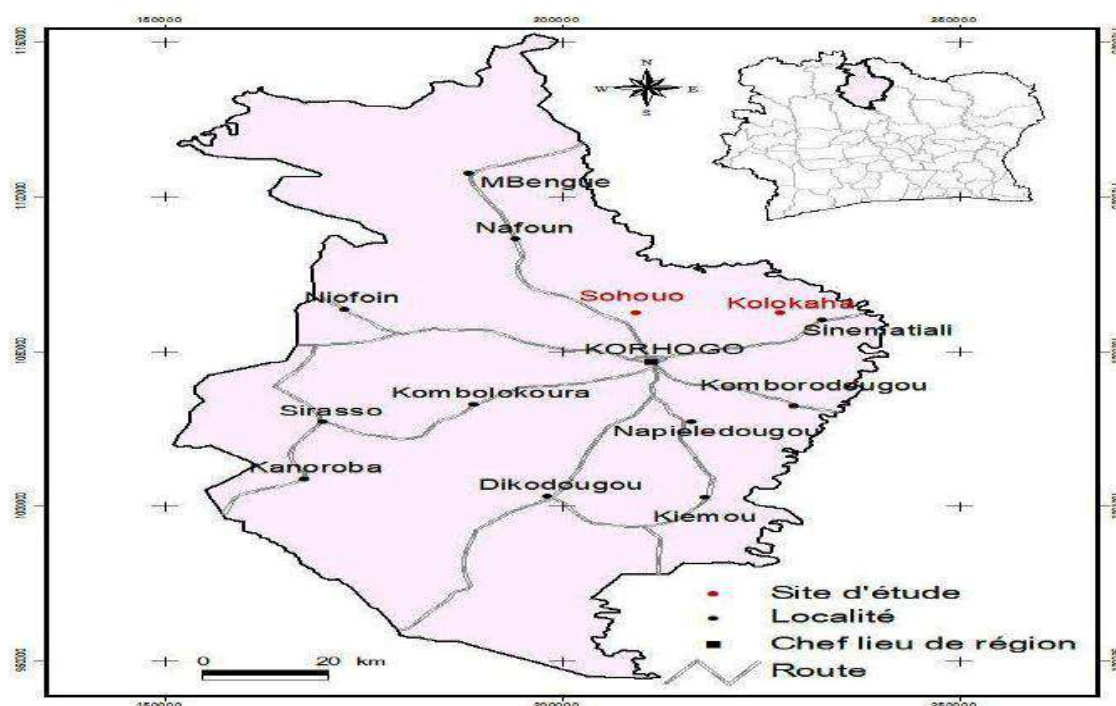 150000 200000 250000
N
W E
S
MBengue
Nafoun
Niofoin
Sohouo
Kolokaha
Sinematiali
KORHOGO
Komborodougou
Kombolokoura
Sirasso
Napieledougou
Kanoroba
Dikodougou
Kiemou
Site d'étude
Localité
Chef lieu de région
Route
0 20 km